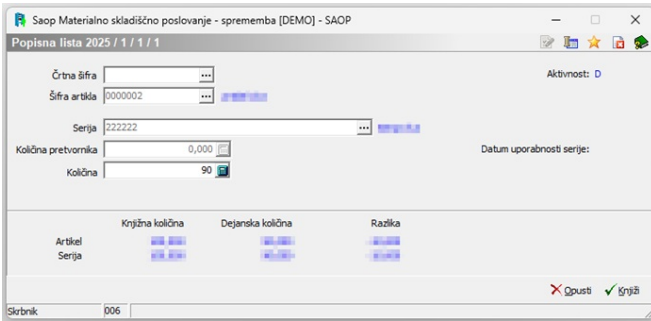 Saop Materialno skladiščno poslovanje - sprememba [DEMO] - SAOP
Popisna lista 2025 / 1 / 1 / 1
Črtna šifra
Aktivnost: D
Šifra artikla 0000002
Serija 222222
Količina pretvornika 0,000
Datum uporabnosti serije:
Količina 90
Knjižna količina Dejanska količina Razlika
Artikel
Serija
Opusti Knjiži
Skrbnik 006